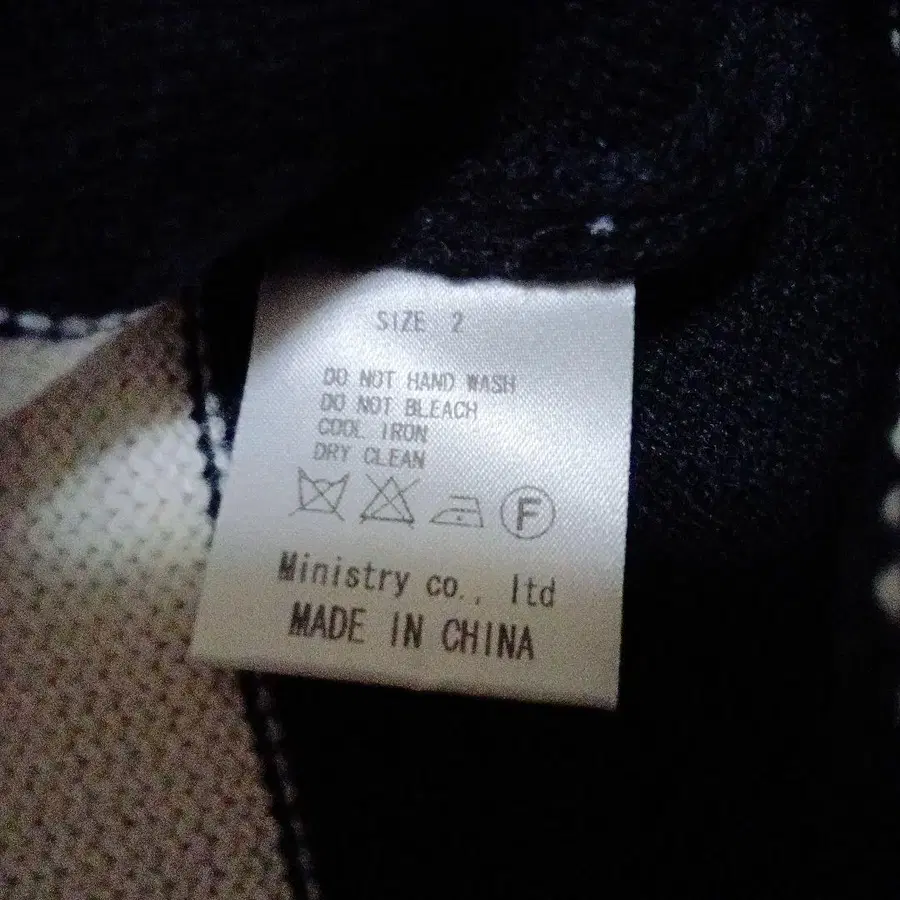 SIZE 2
DO NOT HAND WASH
DO NOT BLEACH
COOL IRON
DRY CLEAN
F
Ministry co., ltd
MADE IN CHINA